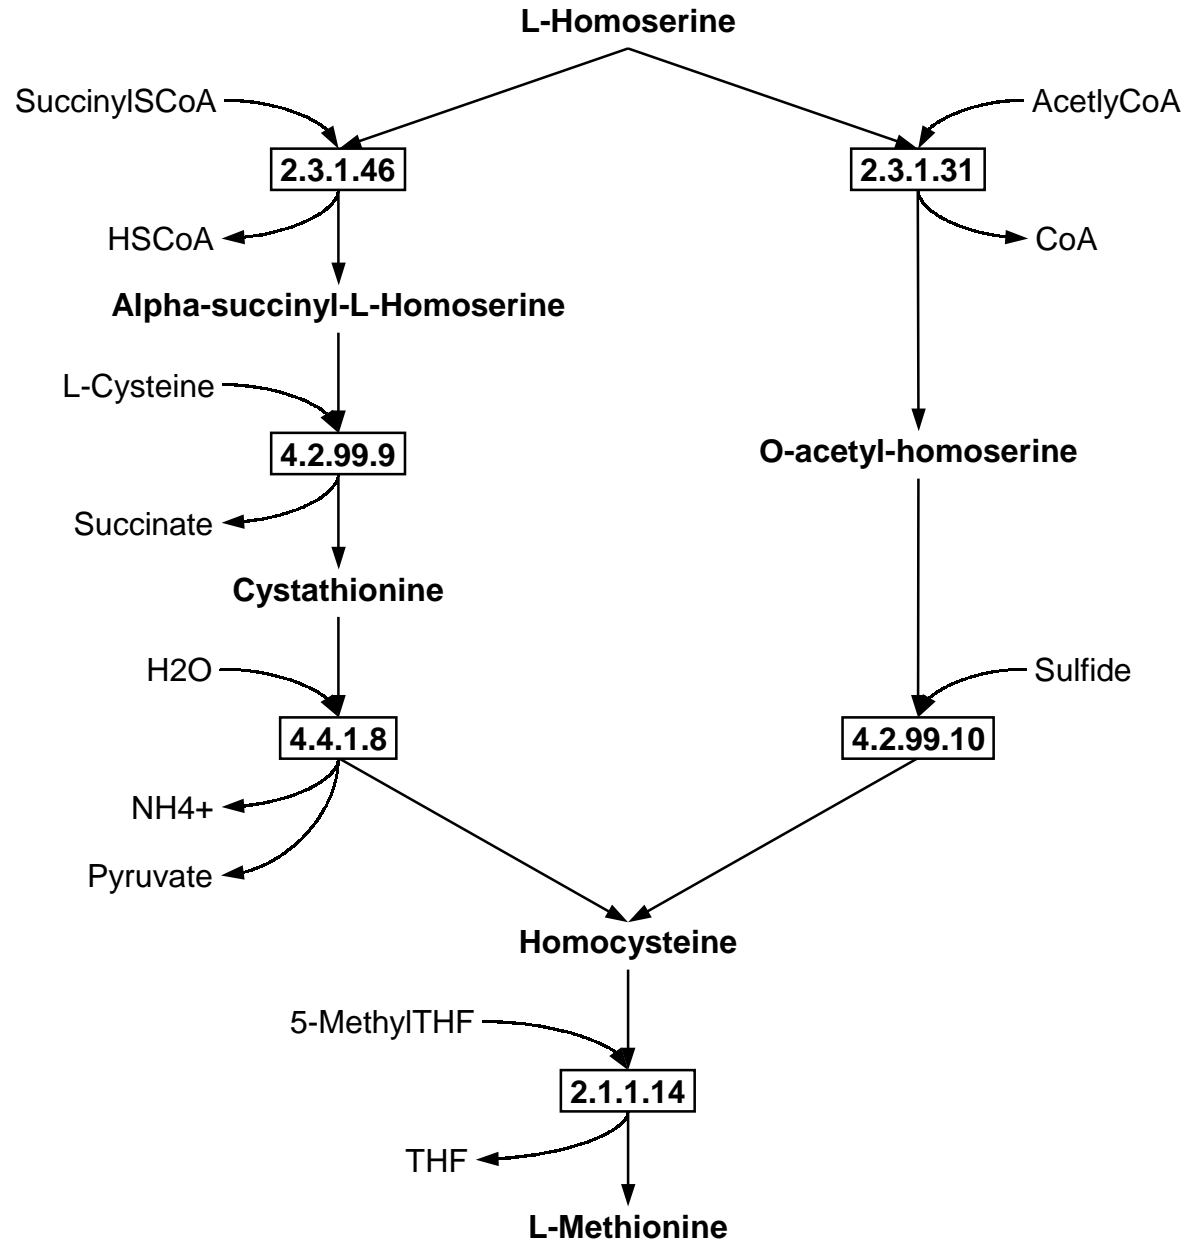 L-Homoserine
SuccinylSCoA
AcetlyCoA
2.3.1.46
2.3.1.31
HSCoA
CoA
Alpha-succinyl-L-Homoserine
L-Cysteine
4.2.99.9
O-acetyl-homoserine
Succinate
Cystathionine
H2O
Sulfide
4.4.1.8
4.2.99.10
NH4+
Pyruvate
Homocysteine
5-MethylTHF
2.1.1.14
THF
L-Methionine